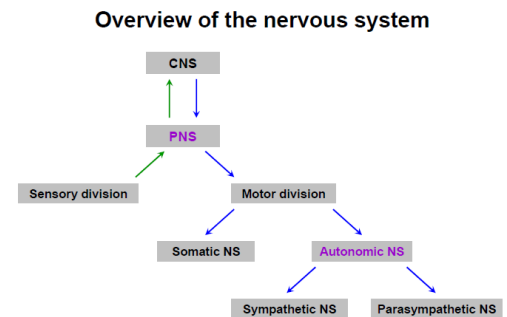 Overview of the nervous system
CNS
PNS
Sensory division
Motor division
Somatic NS
Autonomic NS
Sympathetic NS
Parasympathetic NS